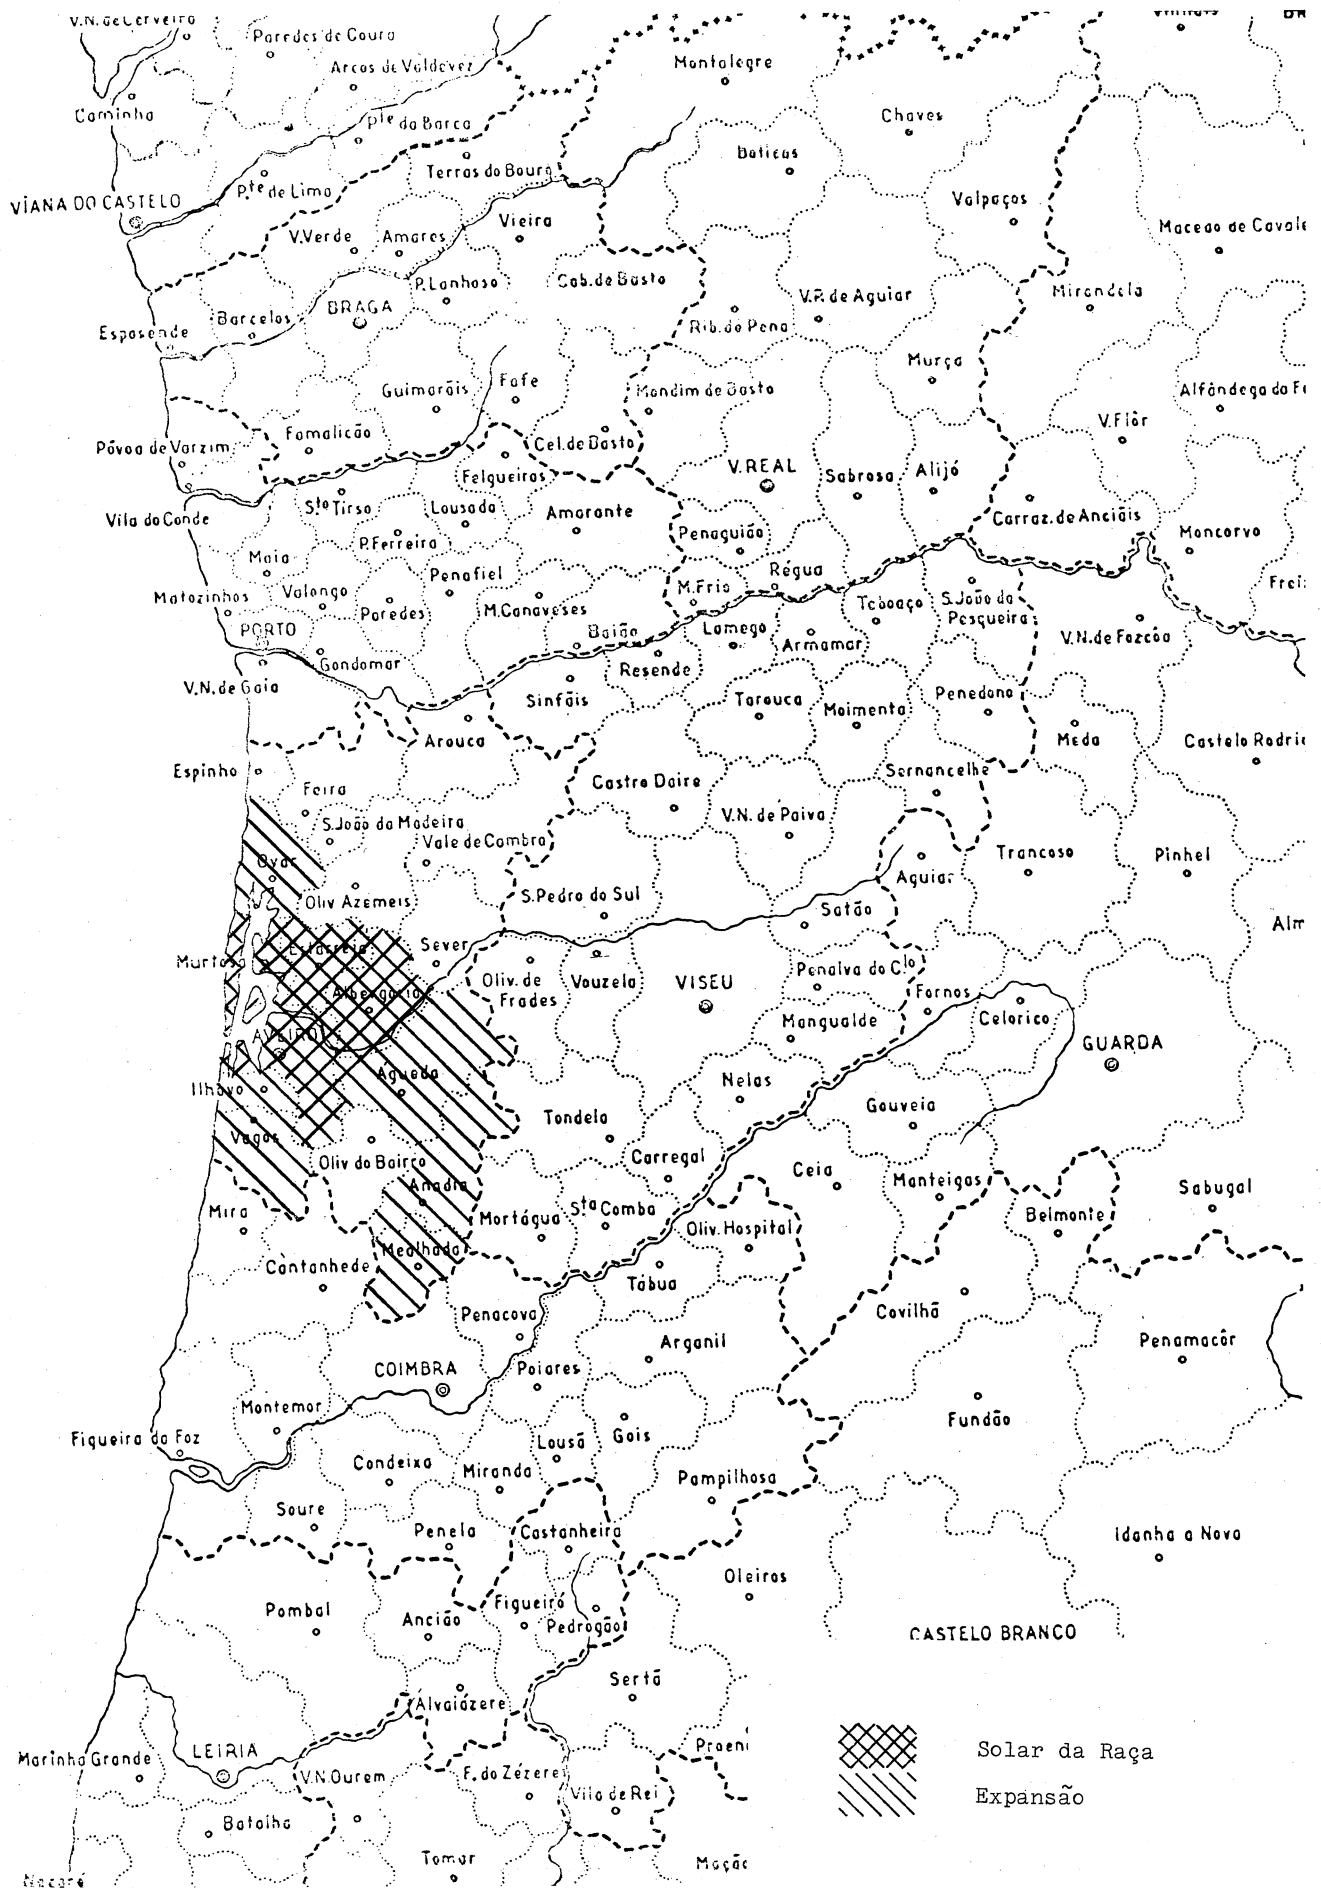 V.N. de Cerveiro
Paredes de Coura
Arcos de Valdevez
Montalegre
Caminha
Chaves
Pte da Barca
Boticas
Terras do Bouro
Pte de Lima
VIANA DO CASTELO
Valpaços
Vieira
V.Verde
Amares
Macedo de Cavale
P.Lanhoso
Cab.de Basto
V.P. de Aguiar
Mirandela
BRAGA
Barcelos
Esposende
Rib.de Pena
Murça
Guimarãis
Fafe
Mondim de Basto
Alfândega da Fe
V.Flôr
Famalicão
Póvoa de Varzim
Cel.de Basto
V.REAL
Felgueiras
Sabrosa
Alijó
Sto Tirso
Lousada
Amarante
Vila do Conde
Carraz.de Anciãis
Penaguião
Moncorvo
P.Ferreira
Maia
Penafiel
Régua
Matozinhos
Valongo
M.Frio
Frei
Paredes
M.Canaveses
Taboaço
S.João da
Pesqueira
PORTO
Baião
Lamego
Armamar
V.N.de Fozcôa
Gondomar
Resende
V.N. de Gaia
Sinfãis
Tarouca
Moimenta
Penedono
Arouca
Meda
Castelo Rodrig
Espinho
Castro Daire
Sernancelhe
Feira
S.João da Madeira
V.N. de Paiva
Vale de Cambra
Ovar
Trancoso
Pinhel
Aguiar
Oliv Azemeis
S.Pedro do Sul
Satão
Alm
Estarreja
Sever
Murtosa
Oliv. de
Frades
Vouzela
VISEU
Penalva do Clo
Albergaria
Fornos
Mangualde
Celorico
AVEIRO
GUARDA
Agueda
Nelas
Ilhavo
Gouveia
Tondela
Vagos
Oliv do Bairro
Carregal
Ceia
Manteigas
Anadia
Sabugal
Mira
Mortágua
Sta Comba
Oliv. Hospital
Belmonte
Mealhada
Cantanhede
Tábua
Penacova
Covilhã
Arganil
Penamacôr
COIMBRA
Poiares
Montemor
Fundão
Figueira da Foz
Lousã
Gois
Condeixa
Miranda
Pampilhosa
Soure
Penela
Castanheira
Idanha a Nova
Oleiros
Pombal
Ancião
Figueiró
Pedrogão
CASTELO BRANCO
Sertã
Alvaiázere
Proen
Marinha Grande
LEIRIA
Solar da Raça
V.N.Ourem
F. do Zézere
Vila de Rei
Expansão
Batalha
Tomar
Mação
Nazaré